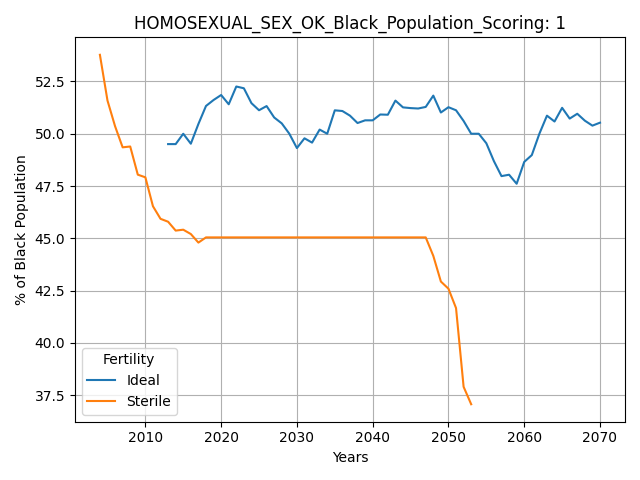 HOMOSEXUAL_SEX_OK_Black_Population_Scoring: 1
% of Black Population
52.5
50.0
47.5
45.0
42.5
40.0
37.5
Fertility
Ideal
Sterile
2010 2020 2030 2040 2050 2060 2070
Years